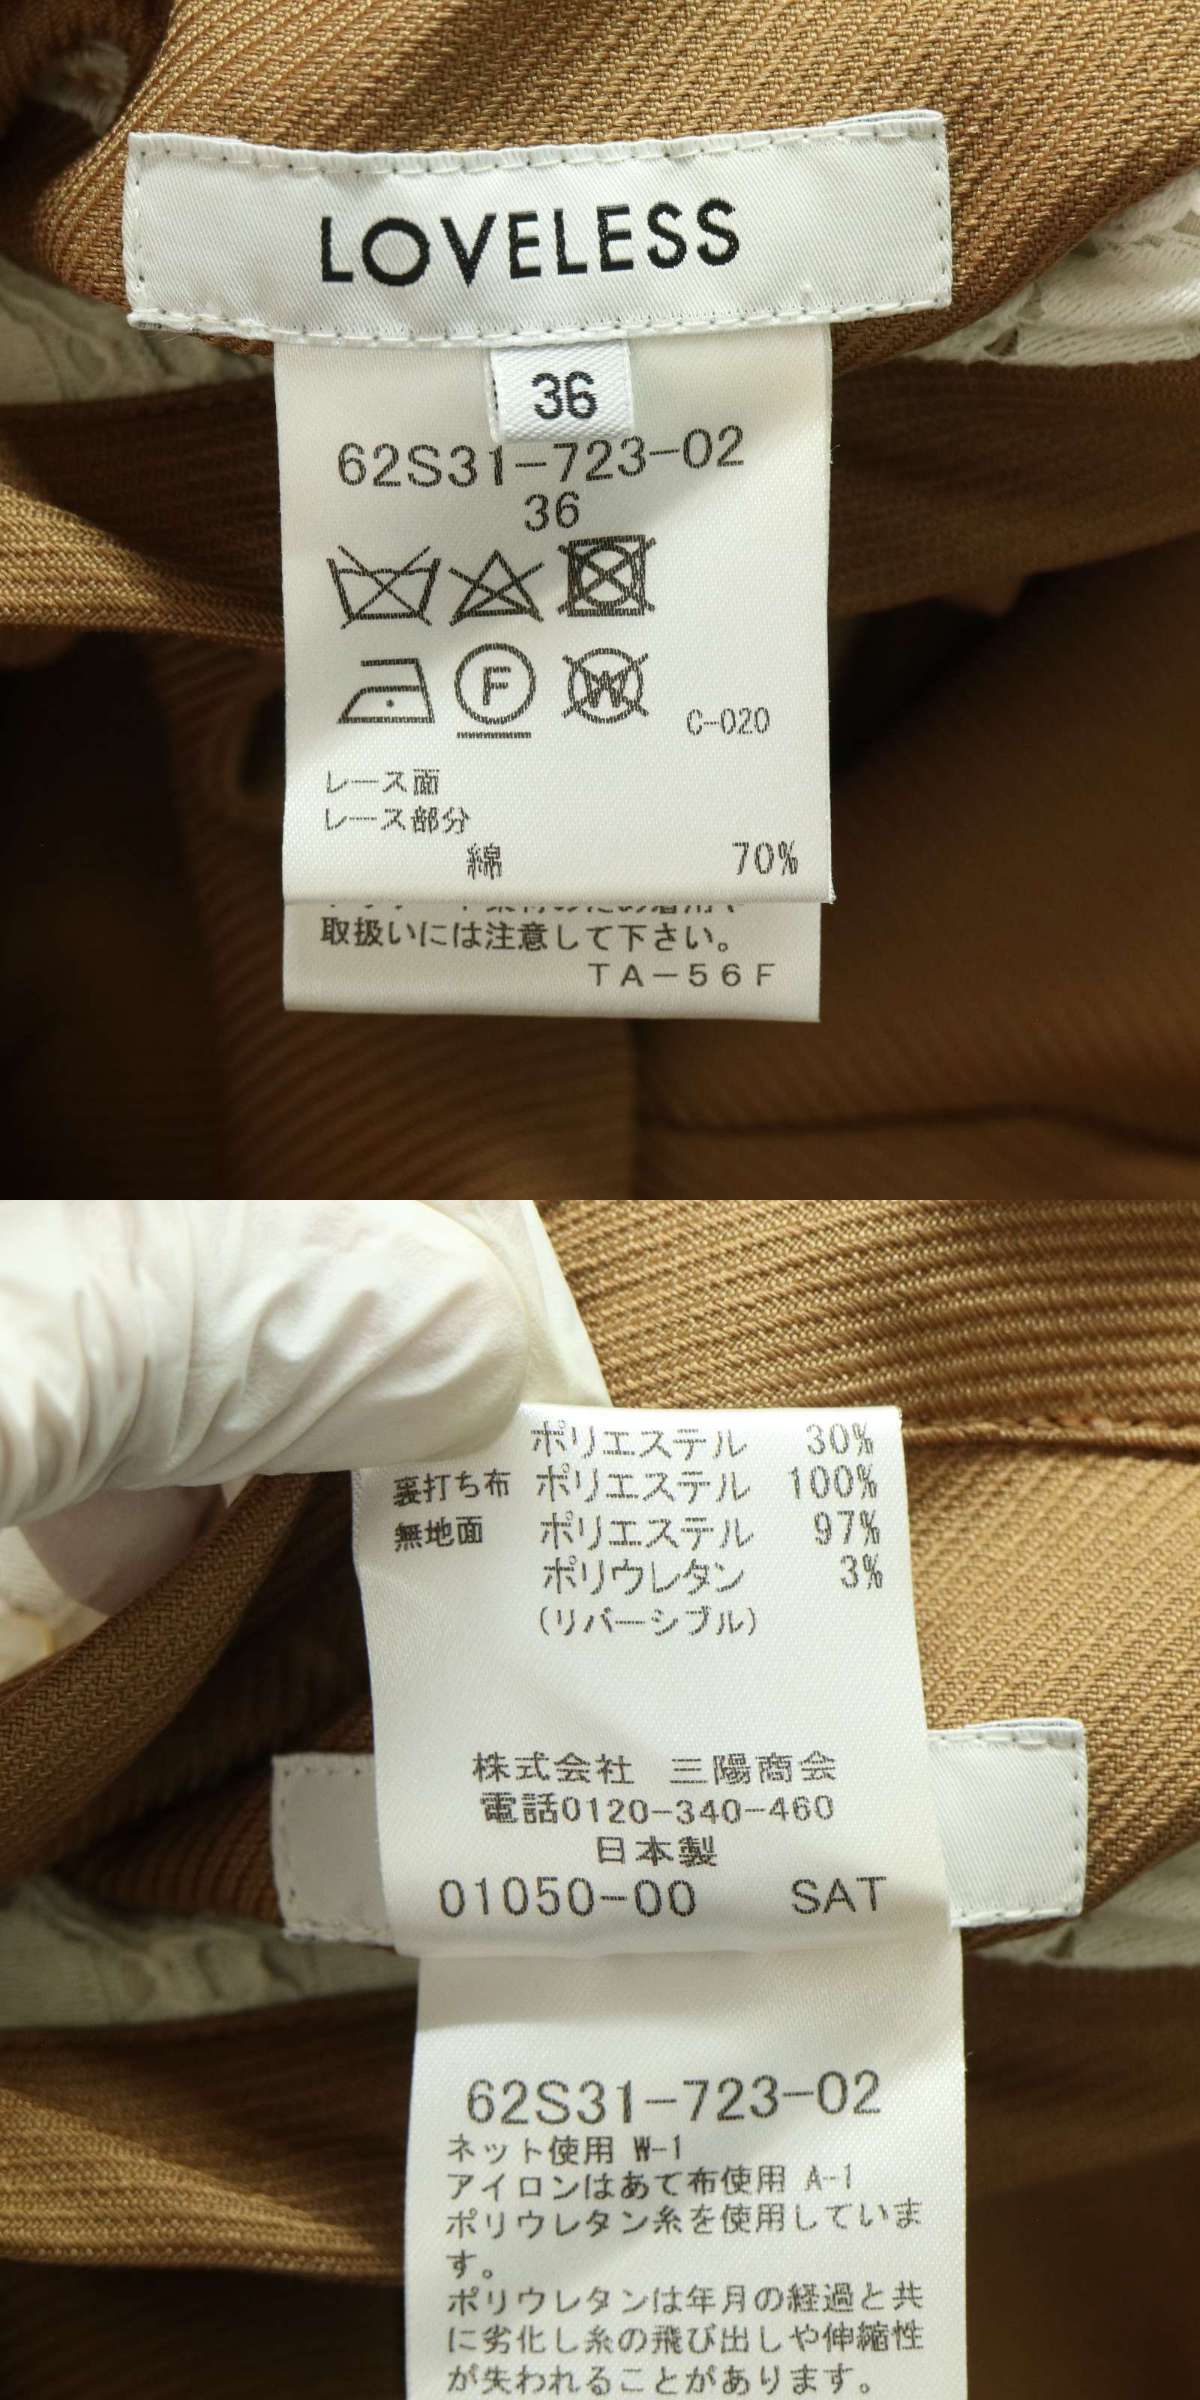 LOVELESS
36
62S31-723-02
36
F
W
C-020
レース面
レース部分
綿 70%
取扱いには注意して下さい。
TA-56F
ポリエステル 30%
裏打ち布 ポリエステル 100%
無地面 ポリエステル 97%
ポリウレタン 3%
(リバーシブル)
株式会社 三陽商会
電話0120-340-460
日本製
01050-00 SAT
62S31-723-02
ネット使用 W-1
アイロンはあて布使用 A-1
ポリウレタン糸を使用していま
す。
ポリウレタンは年月の経過と共
に劣化し糸の飛び出しや伸縮性
が失われることがあります。